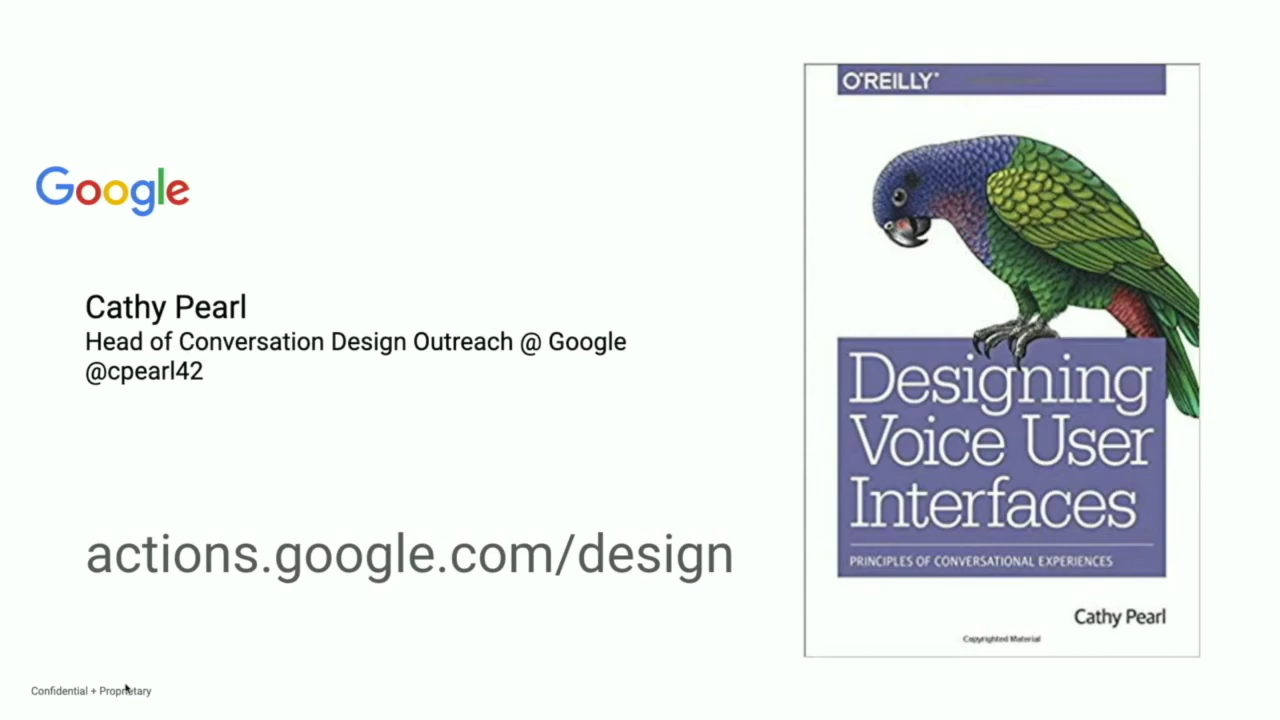 Google
Cathy Pearl
Head of Conversation Design Outreach @ Google
@cpearl42
actions.google.com/design
Confidential + Proprietary
O'REILLY®
Designing
Voice User
Interfaces
PRINCIPLES OF CONVERSATIONAL EXPERIENCES
Cathy Pearl
Copyrighted Material